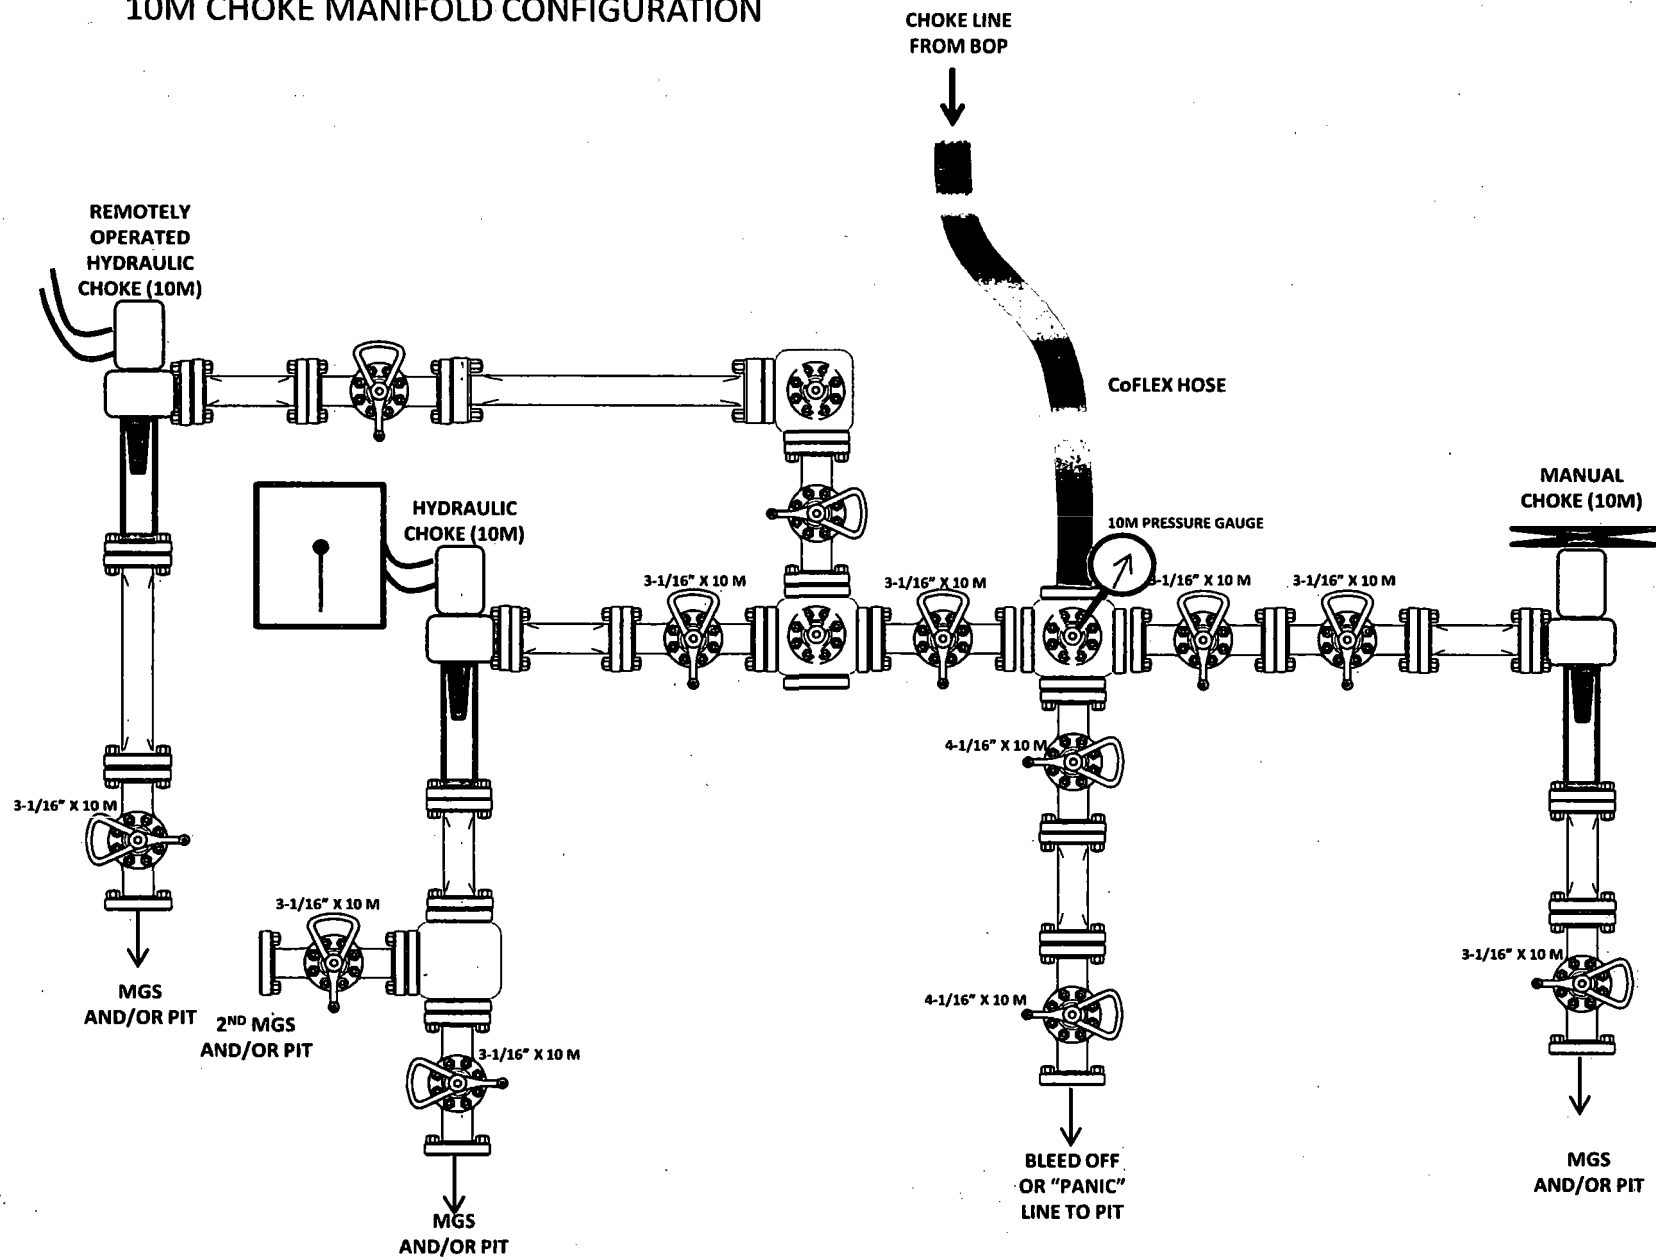 10M CHOKE MANIFOLD CONFIGURATION
CHOKE LINE
FROM BOP
REMOTELY
OPERATED
HYDRAULIC
CHOKE (10M)
CoFLEX HOSE
MANUAL
CHOKE (10M)
HYDRAULIC
CHOKE (10M)
10M PRESSURE GAUGE
3-1/16" X 10 M
3-1/16" X 10 M
3-1/16" X 10 M
3-1/16" X 10 M
4-1/16" X 10 M
3-1/16" X 10 M
3-1/16" X 10 M
3-1/16" X 10 M
4-1/16" X 10 M
MGS
AND/OR PIT
2ND MGS
AND/OR PIT
3-1/16" X 10 M
BLEED OFF
OR "PANIC"
LINE TO PIT
MGS
AND/OR PIT
MGS
AND/OR PIT